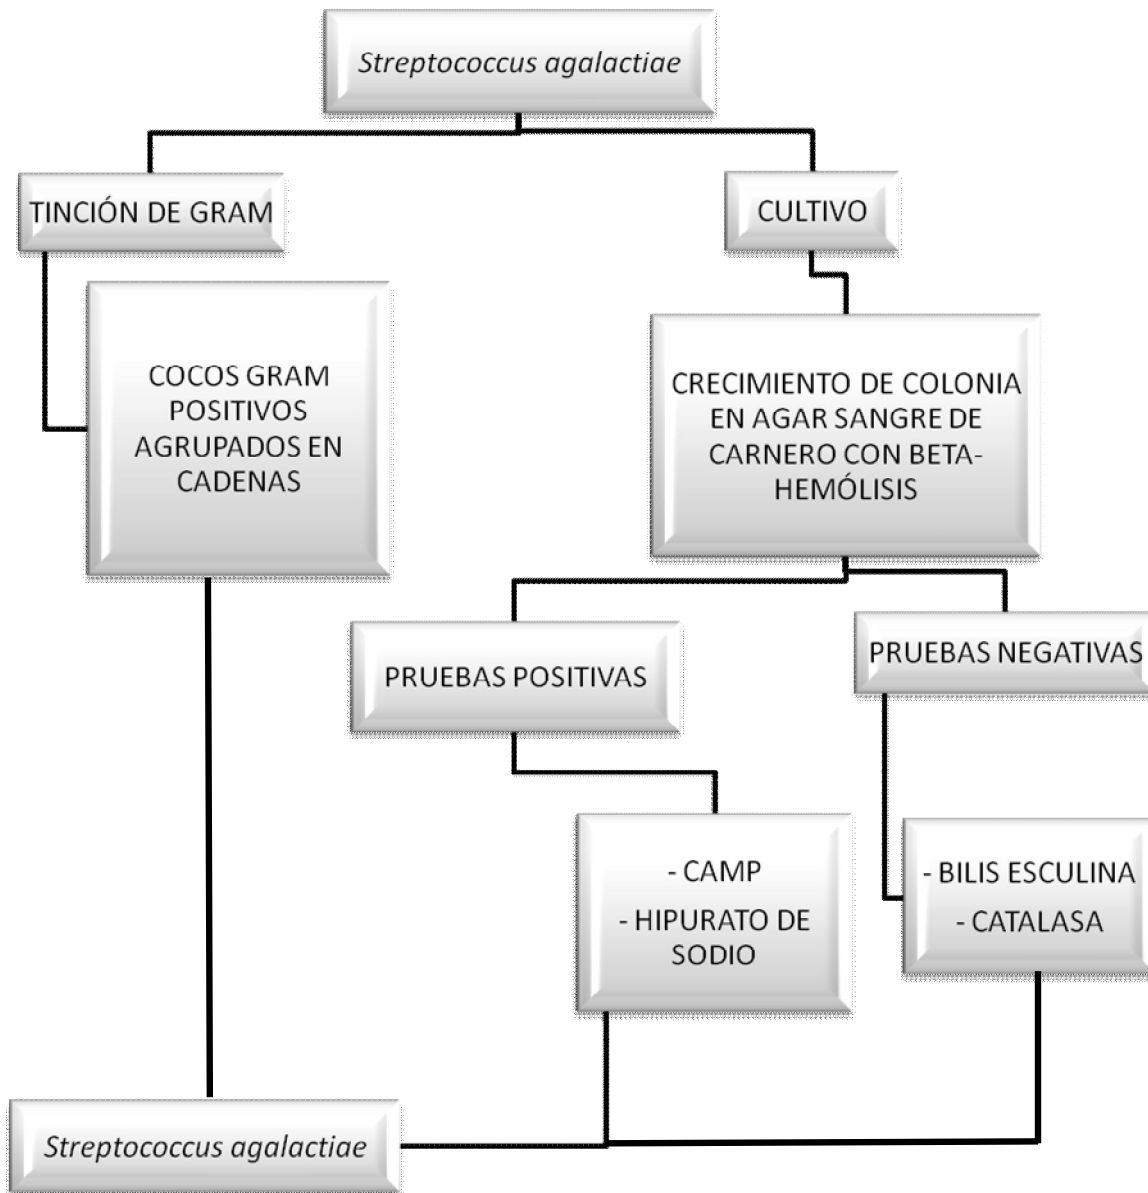 Streptococcus agalactiae
TINCIÓN DE GRAM
CULTIVO
COCOS GRAM
POSITIVOS
AGRUPADOS EN
CADENAS
CRECIMIENTO DE COLONIA
EN AGAR SANGRE DE
CARNERO CON BETA-
HEMÓLISIS
PRUEBAS POSITIVAS
PRUEBAS NEGATIVAS
- CAMP
- HIPURATO DE
SODIO
- BILIS ESCULINA
- CATALASA
Streptococcus agalactiae